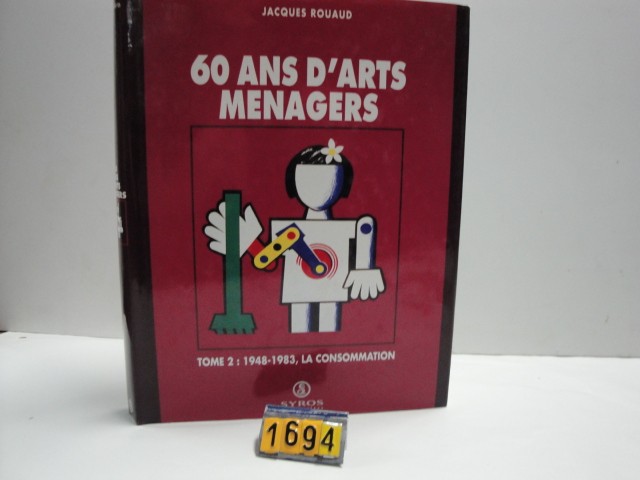 JACQUES ROUAUD
60 ANS D'ARTS
MENAGERS
TOME 2 : 1948-1983, LA CONSOMMATION
SYROS
1694